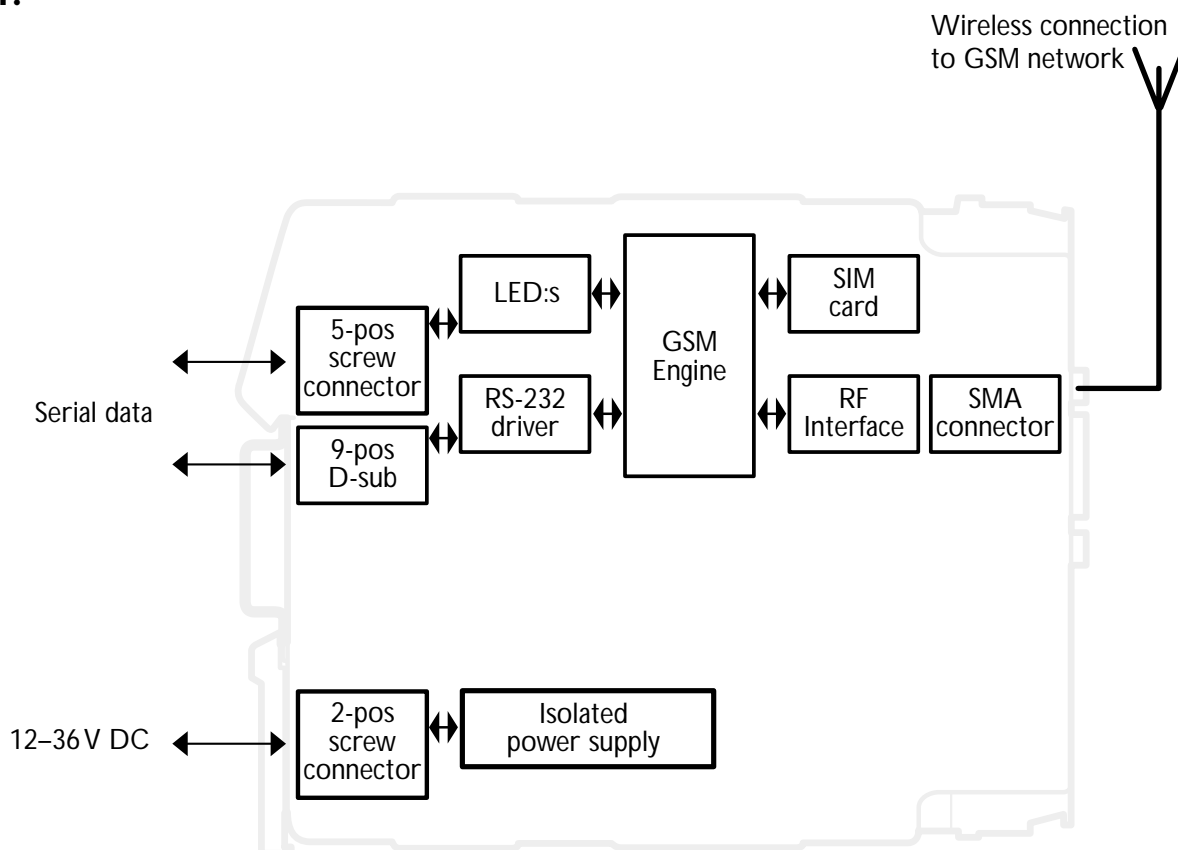 Wireless connection
to GSM network
LED:s
SIM
card
5-pos
screw
connector
GSM
Engine
Serial data
RS-232
driver
RF
Interface
SMA
connector
9-pos
D-sub
12–36 V DC
2-pos
screw
connector
Isolated
power supply